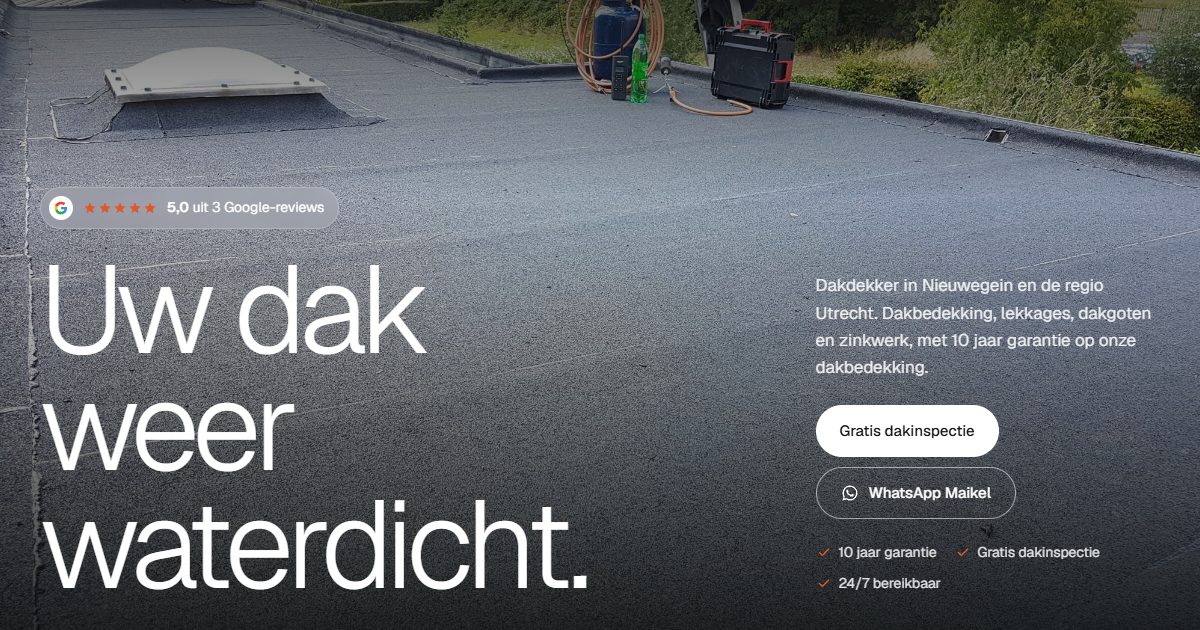 5,0 uit 3 Google-reviews
Uw dak
weer
waterdicht.
Dakdekker in Nieuwegein en de regio
Utrecht. Dakbedekking, lekkages, dakgoten
en zinkwerk, met 10 jaar garantie op onze
dakbedekking.
Gratis dakinspectie
WhatsApp Maikel
10 jaar garantie
Gratis dakinspectie
24/7 bereikbaar